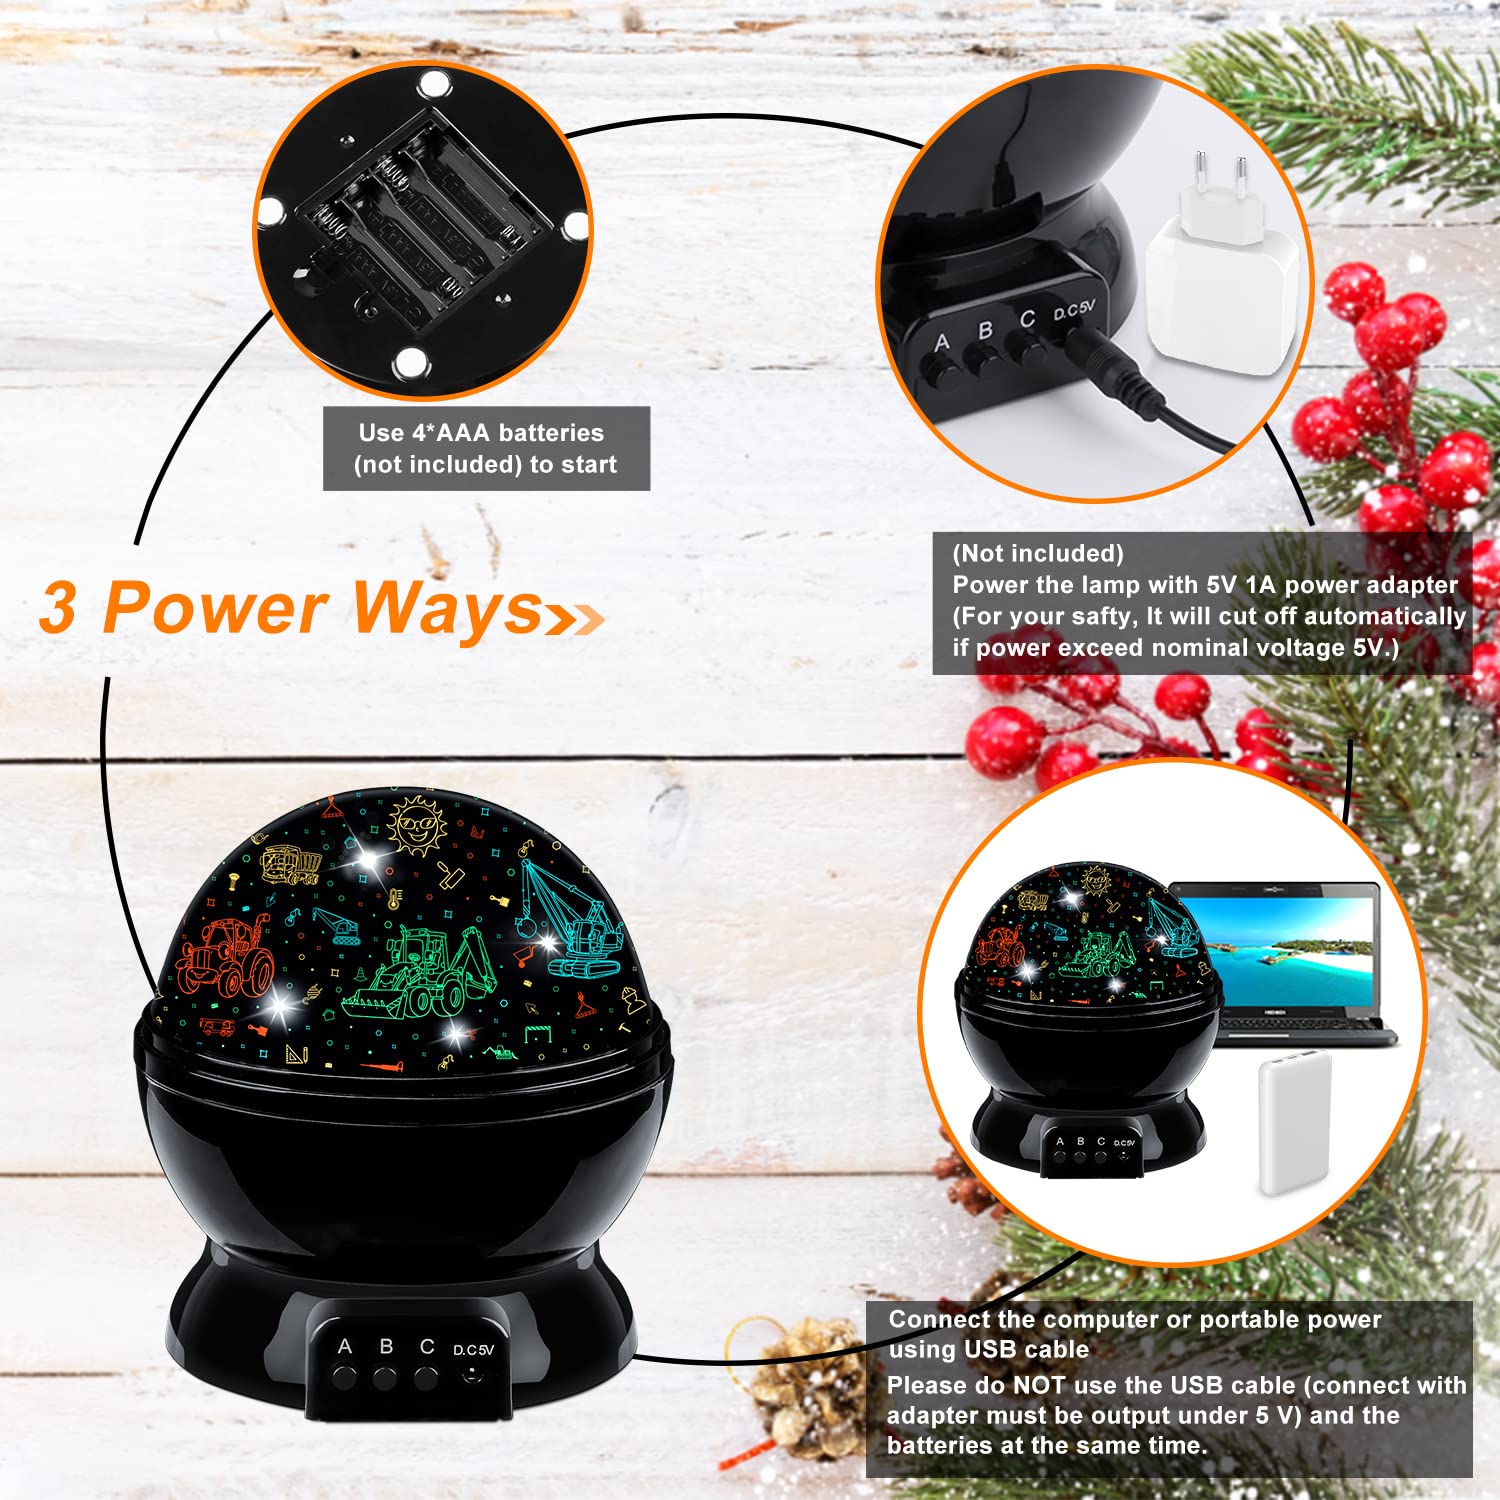 Use 4*AAA batteries
(not included) to start
A B C D.C5V
(Not included)
Power the lamp with 5V 1A power adapter
(For your safty, It will cut off automatically
if power exceed nominal voltage 5V.)
3 Power Ways
A B C D.C5V
A B C D.C5V
Connect the computer or portable power
using USB cable
Please do NOT use the USB cable (connect with
adapter must be output under 5 V) and the
batteries at the same time.